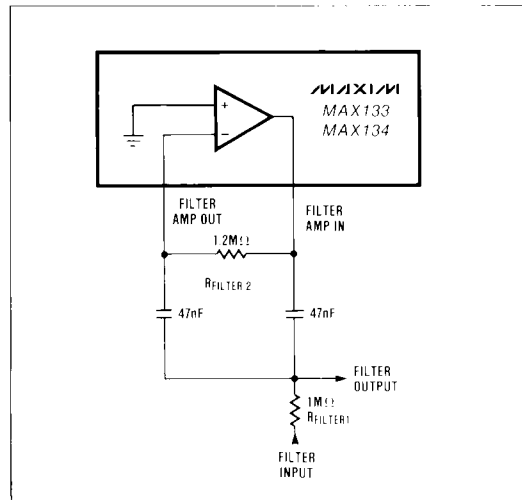 MAXIM
MAX133
MAX134
+
−
FILTER
AMP OUT
FILTER
AMP IN
1.2MΩ
RFILTER 2
47nF
47nF
FILTER
OUTPUT
1MΩ
RFILTER1
FILTER
INPUT